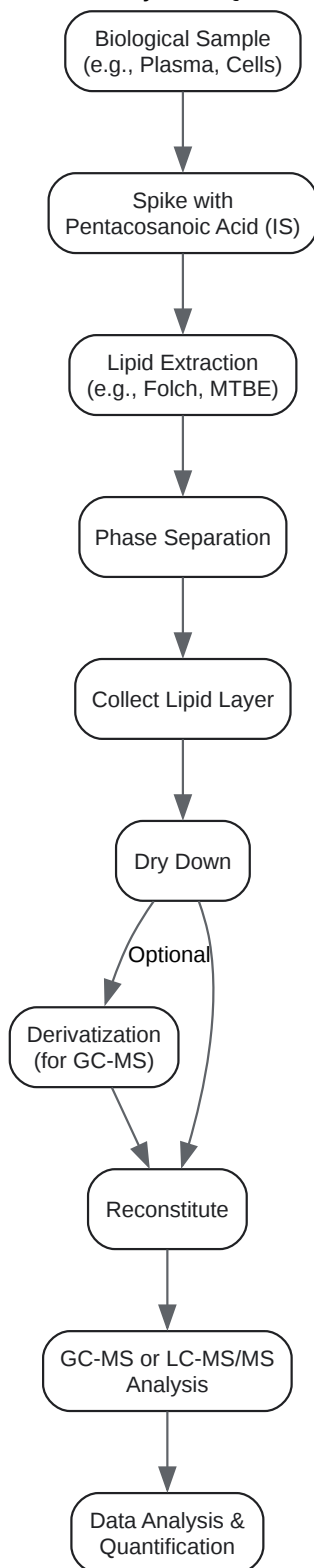 Biological Sample
(e.g., Plasma, Cells)
Spike with
Pentacosanoic Acid (IS)
Lipid Extraction
(e.g., Folch, MTBE)
Phase Separation
Collect Lipid Layer
Dry Down
Optional
Derivatization
(for GC-MS)
Reconstitute
GC-MS or LC-MS/MS
Analysis
Data Analysis &
Quantification